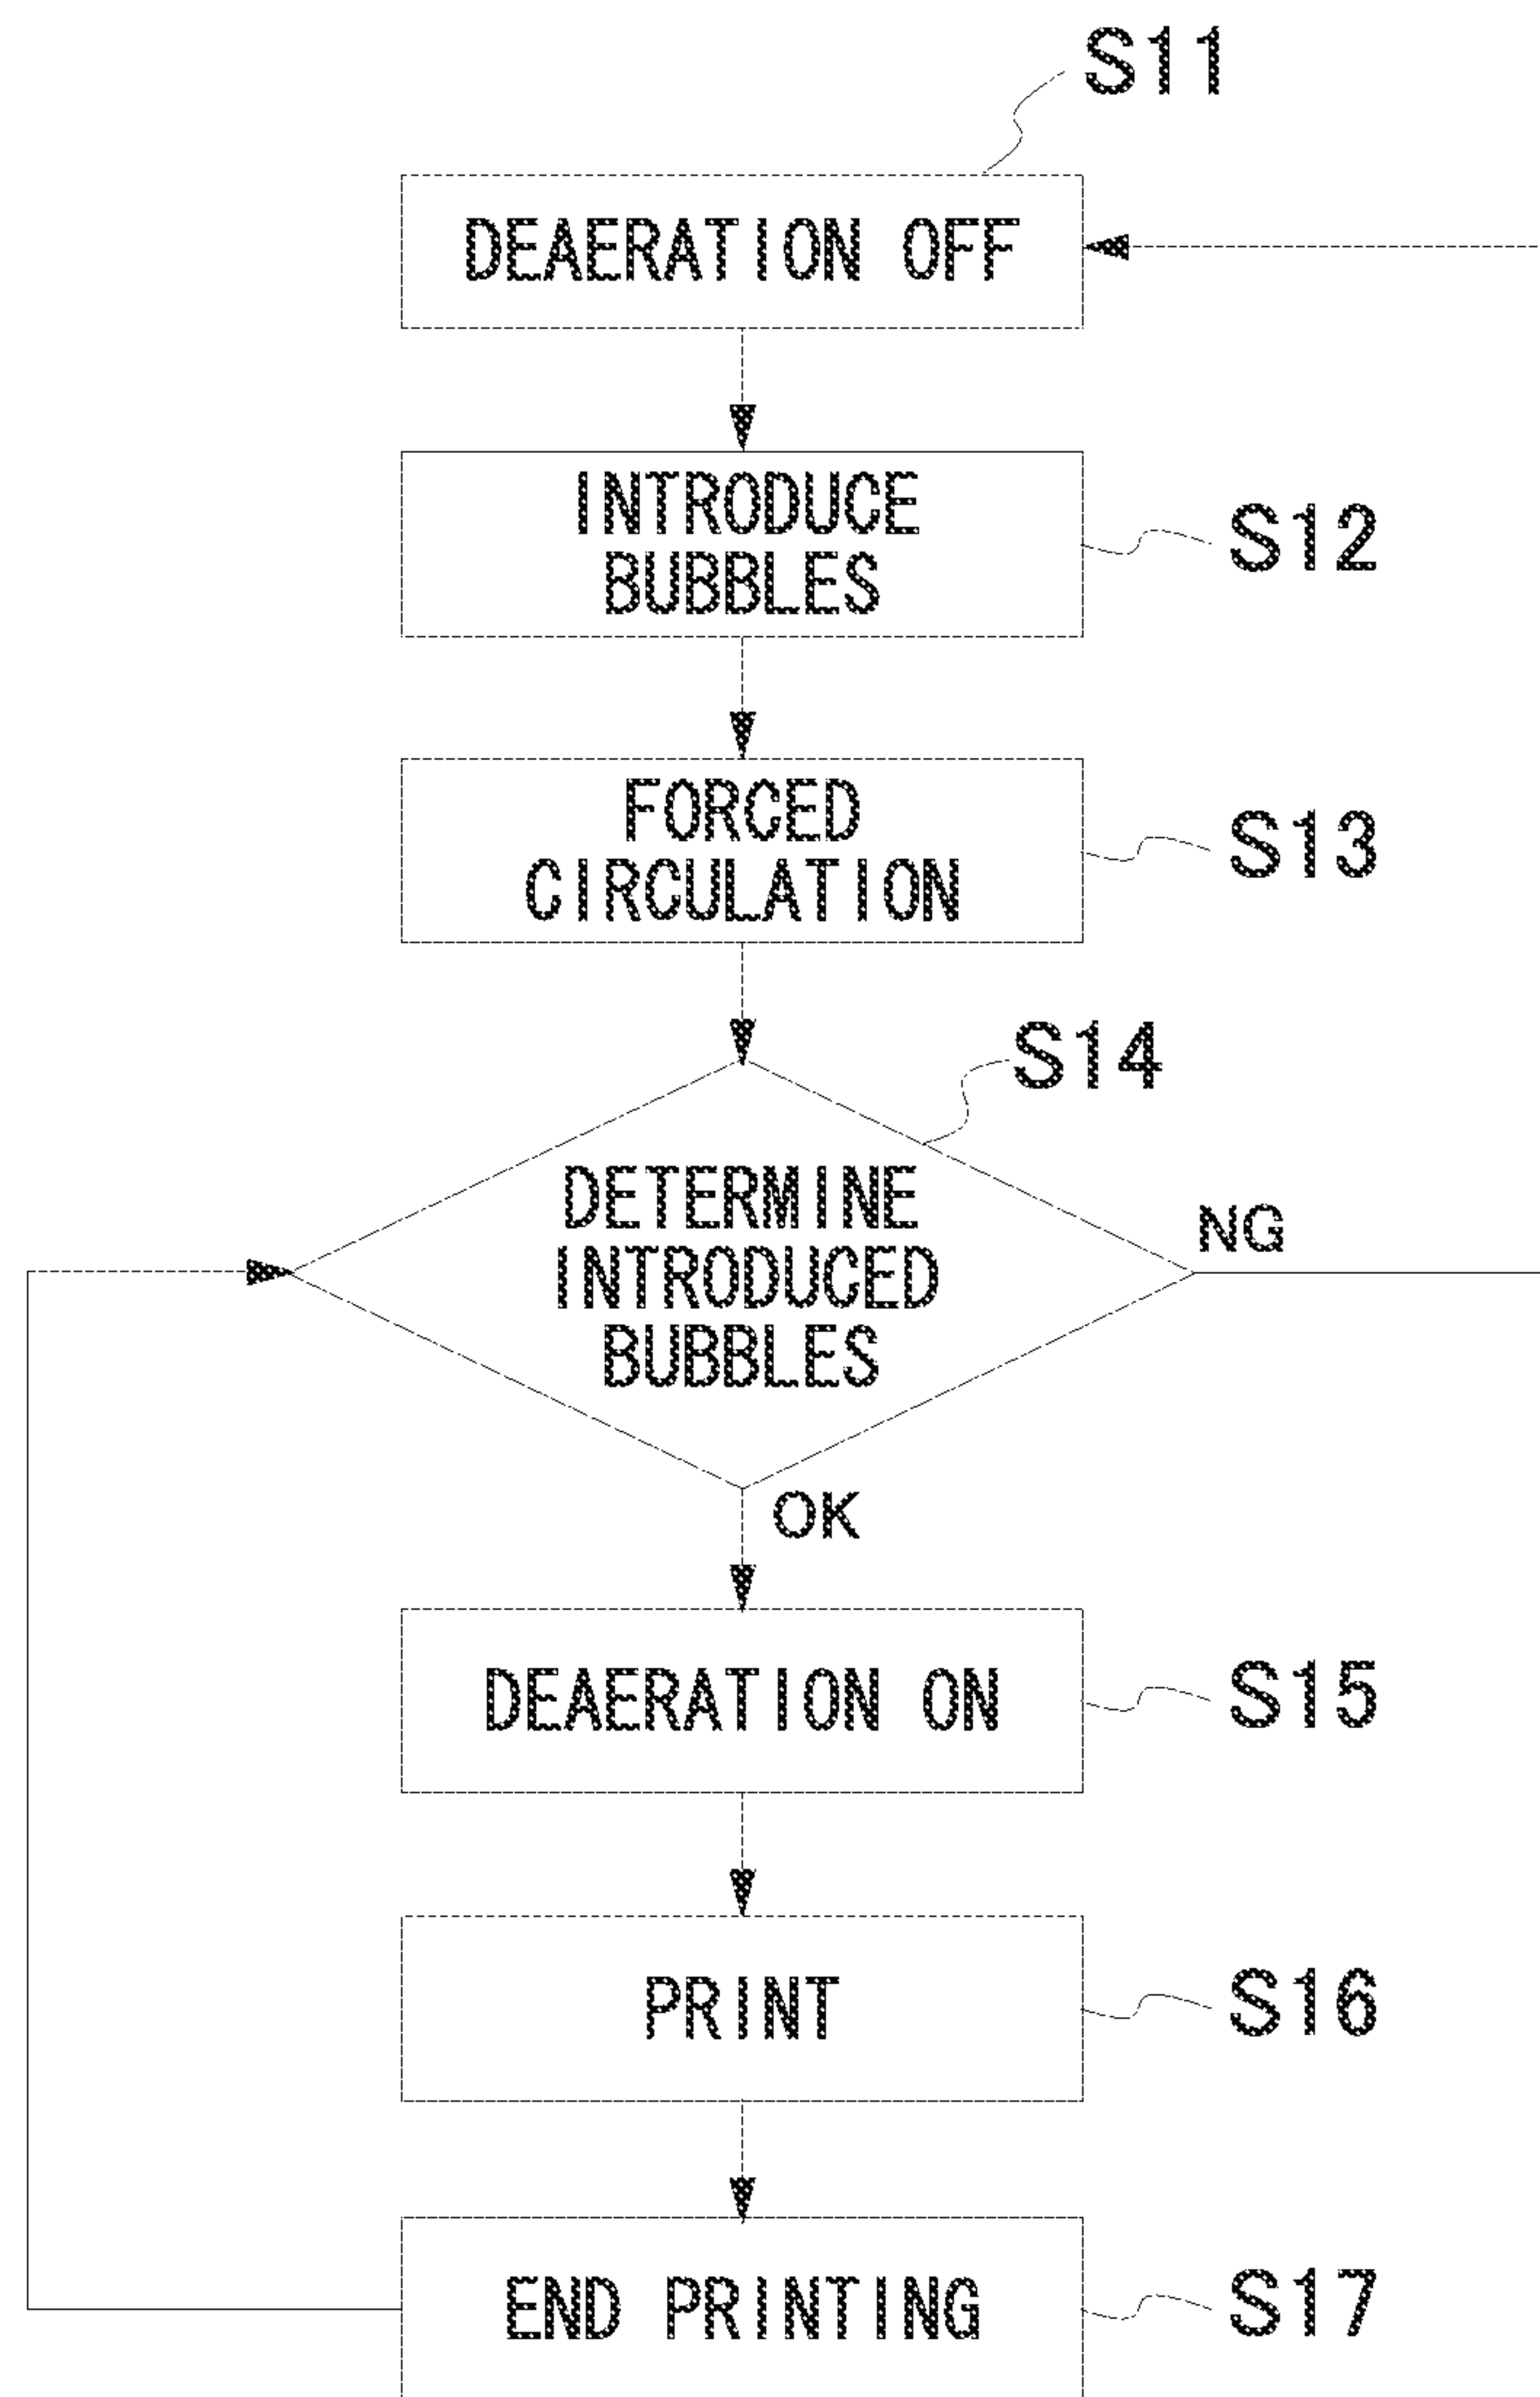 S11
DEAERATION OFF
INTRODUCE
BUBBLES
S12
FORCED
CIRCULATION
S13
S14
DETERMINE
INTRODUCED
BUBBLES
NG
OK
DEAERATION ON
S15
PRINT
S16
END PRINTING
S17